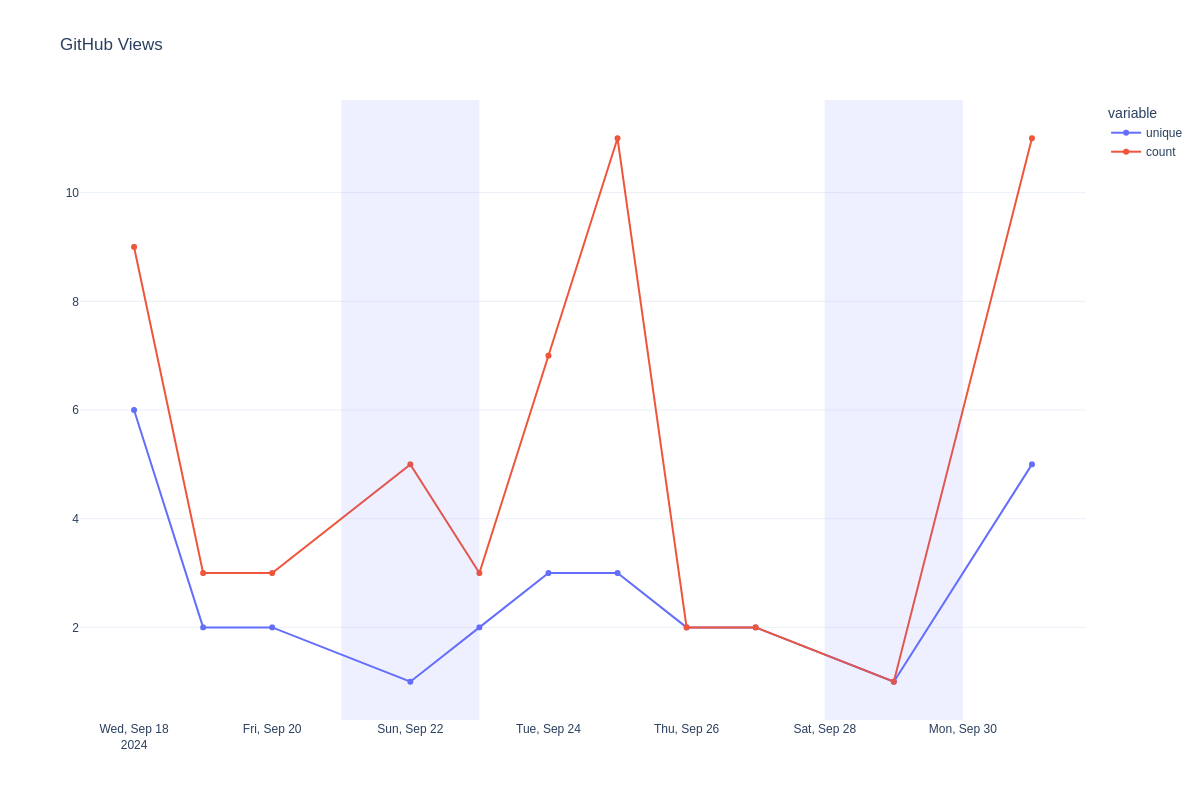 GitHub Views
variable
unique
count
10
8
6
4
2
Wed, Sep 18
2024
Fri, Sep 20
Sun, Sep 22
Tue, Sep 24
Thu, Sep 26
Sat, Sep 28
Mon, Sep 30